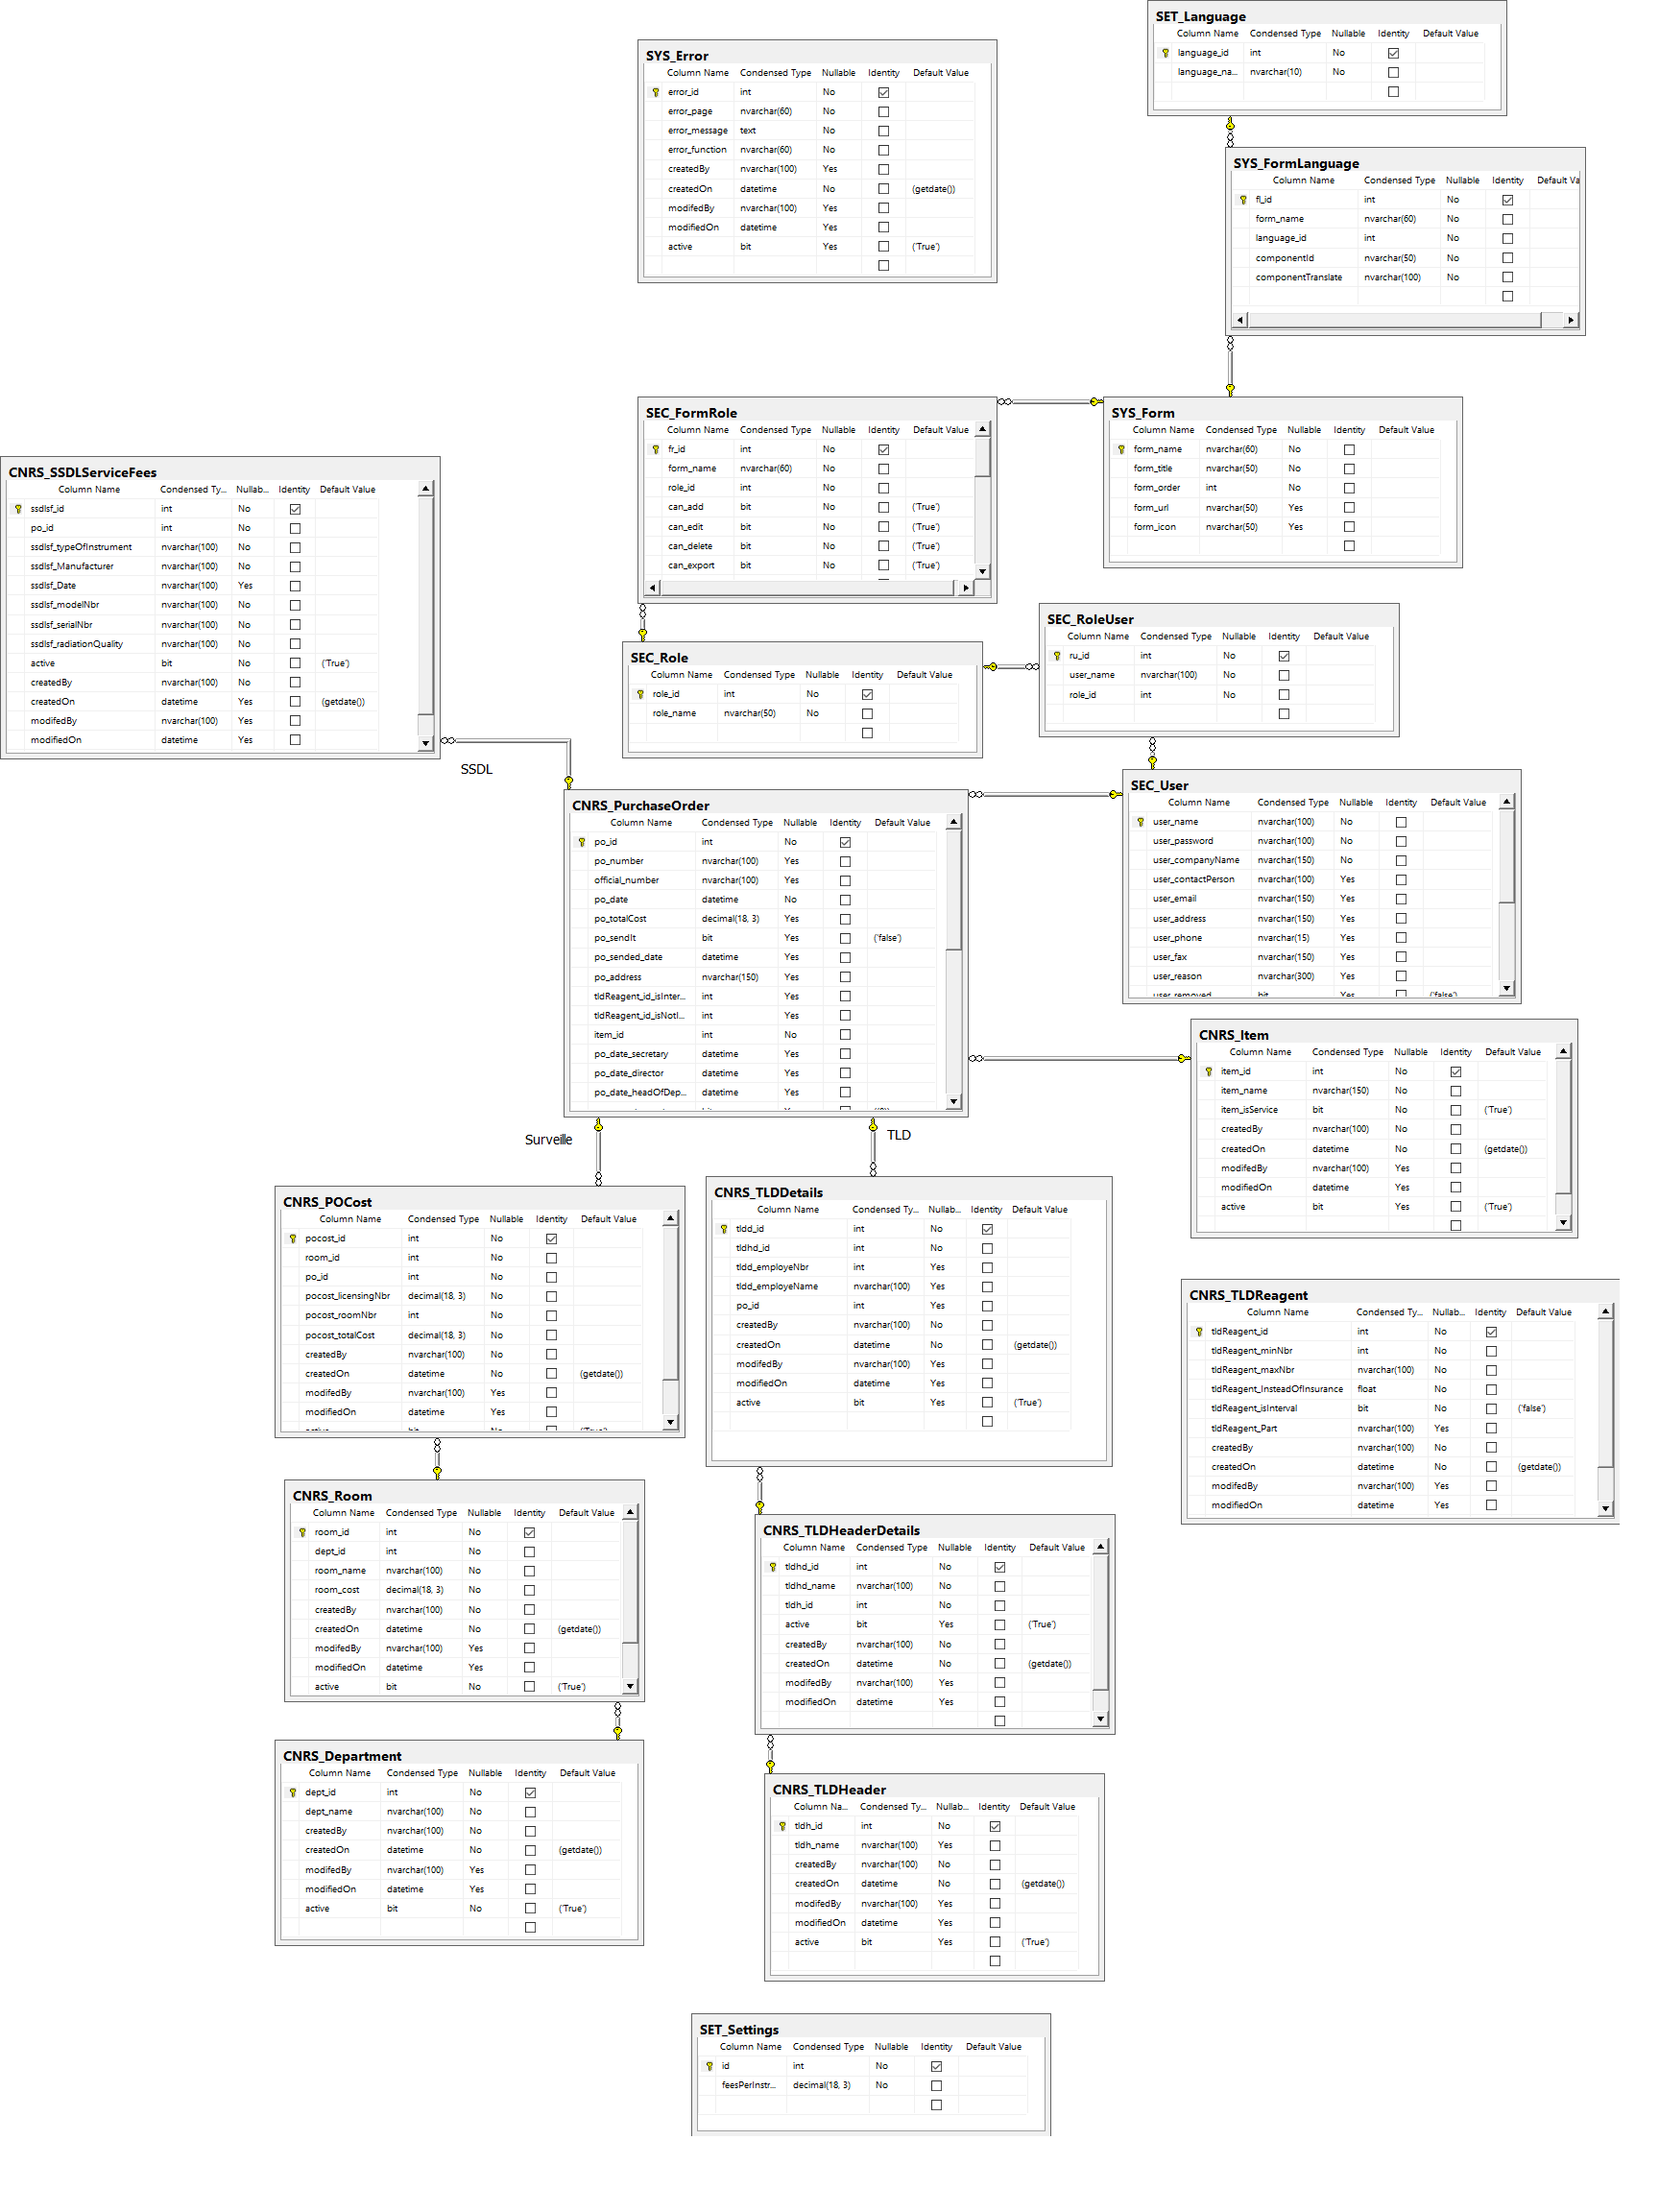 SET_Language
Column Name Condensed Type Nullable Identity Default Value
language_id int No
language_na... nvarchar(10) No
SYS_Error
Column Name Condensed Type Nullable Identity Default Value
error_id int No
error_page nvarchar(60) No
error_message text No
error_function nvarchar(60) No
createdBy nvarchar(100) Yes
createdOn datetime No (getdate())
modifedBy nvarchar(100) Yes
modifiedOn datetime Yes
active bit Yes ('True')
SYS_FormLanguage
Column Name Condensed Type Nullable Identity Default Va
fl_id int No
form_name nvarchar(60) No
language_id int No
componentId nvarchar(50) No
componentTranslate nvarchar(100) No
SEC_FormRole
Column Name Condensed Type Nullable Identity Default Value
fr_id int No
form_name nvarchar(60) No
role_id int No
can_add bit No ('True')
can_edit bit No ('True')
can_delete bit No ('True')
can_export bit No ('True')
SYS_Form
Column Name Condensed Type Nullable Identity Default Value
form_name nvarchar(60) No
form_title nvarchar(50) No
form_order int No
form_url nvarchar(50) Yes
form_icon nvarchar(50) Yes
CNRS_SSDLServiceFees
Column Name Condensed Ty... Nullab... Identity Default Value
ssdlsf_id int No
po_id int No
ssdlsf_typeOfInstrument nvarchar(100) No
ssdlsf_Manufacturer nvarchar(100) No
ssdlsf_Date nvarchar(100) Yes
ssdlsf_modelNbr nvarchar(100) No
ssdlsf_serialNbr nvarchar(100) No
ssdlsf_radiationQuality nvarchar(100) No
active bit No ('True')
createdBy nvarchar(100) No
createdOn datetime Yes (getdate())
modifedBy nvarchar(100) Yes
modifiedOn datetime Yes
SSDL
SEC_Role
Column Name Condensed Type Nullable Identity Default Value
role_id int No
role_name nvarchar(50) No
SEC_RoleUser
Column Name Condensed Type Nullable Identity Default Value
ru_id int No
user_name nvarchar(100) No
role_id int No
CNRS_PurchaseOrder
Column Name Condensed Type Nullable Identity Default Value
po_id int No
po_number nvarchar(100) Yes
official_number nvarchar(100) Yes
po_date datetime No
po_totalCost decimal(18, 3) Yes
po_sendIt bit Yes ('false')
po_sended_date datetime Yes
po_address nvarchar(150) Yes
tldReagent_id_isInter... int Yes
tldReagent_id_isNotI... int Yes
item_id int No
po_date_secretary datetime Yes
po_date_director datetime Yes
po_date_headOfDep... datetime Yes
SEC_User
Column Name Condensed Type Nullable Identity Default Value
user_name nvarchar(100) No
user_password nvarchar(100) No
user_companyName nvarchar(150) No
user_contactPerson nvarchar(100) Yes
user_email nvarchar(150) Yes
user_address nvarchar(150) Yes
user_phone nvarchar(15) Yes
user_fax nvarchar(150) Yes
user_reason nvarchar(300) Yes
user_removed bit Yes ('false')
CNRS_Item
Column Name Condensed Type Nullable Identity Default Value
item_id int No
item_name nvarchar(150) No
item_isService bit No ('True')
createdBy nvarchar(100) No
createdOn datetime No (getdate())
modifedBy nvarchar(100) Yes
modifiedOn datetime Yes
active bit Yes ('True')
Surveille
TLD
CNRS_POCost
Column Name Condensed Type Nullable Identity Default Value
pocost_id int No
room_id int No
po_id int No
pocost_licensingNbr decimal(18, 3) No
pocost_roomNbr int No
pocost_totalCost decimal(18, 3) No
createdBy nvarchar(100) No
createdOn datetime No (getdate())
modifedBy nvarchar(100) Yes
modifiedOn datetime Yes
active bit No ('True')
CNRS_TLDDetails
Column Name Condensed Ty... Nullab... Identity Default Value
tldd_id int No
tldhd_id int No
tldd_employeNbr int Yes
tldd_employeName nvarchar(100) Yes
po_id int Yes
createdBy nvarchar(100) No
createdOn datetime No (getdate())
modifedBy nvarchar(100) Yes
modifiedOn datetime Yes
active bit Yes ('True')
CNRS_TLDReagent
Column Name Condensed Ty... Nullab... Identity Default Value
tldReagent_id int No
tldReagent_minNbr int No
tldReagent_maxNbr nvarchar(100) No
tldReagent_InsteadOfInsurance float No
tldReagent_isInterval bit No ('false')
tldReagent_Part nvarchar(100) Yes
createdBy nvarchar(100) No
createdOn datetime No (getdate())
modifedBy nvarchar(100) Yes
modifiedOn datetime Yes
CNRS_Room
Column Name Condensed Type Nullable Identity Default Value
room_id int No
dept_id int No
room_name nvarchar(100) No
room_cost decimal(18, 3) No
createdBy nvarchar(100) No
createdOn datetime No (getdate())
modifedBy nvarchar(100) Yes
modifiedOn datetime Yes
active bit No ('True')
CNRS_TLDHeaderDetails
Column Name Condensed Type Nullable Identity Default Value
tldhd_id int No
tldhd_name nvarchar(100) No
tldh_id int No
active bit Yes ('True')
createdBy nvarchar(100) No
createdOn datetime No (getdate())
modifedBy nvarchar(100) Yes
modifiedOn datetime Yes
CNRS_Department
Column Name Condensed Type Nullable Identity Default Value
dept_id int No
dept_name nvarchar(100) No
createdBy nvarchar(100) No
createdOn datetime No (getdate())
modifedBy nvarchar(100) Yes
modifiedOn datetime Yes
active bit No ('True')
CNRS_TLDHeader
Column Na... Condensed Ty... Nullab... Identity Default Value
tldh_id int No
tldh_name nvarchar(100) Yes
createdBy nvarchar(100) No
createdOn datetime No (getdate())
modifedBy nvarchar(100) Yes
modifiedOn datetime Yes
active bit Yes ('True')
SET_Settings
Column Name Condensed Type Nullable Identity Default Value
id int No
feesPerInstr... decimal(18, 3) No